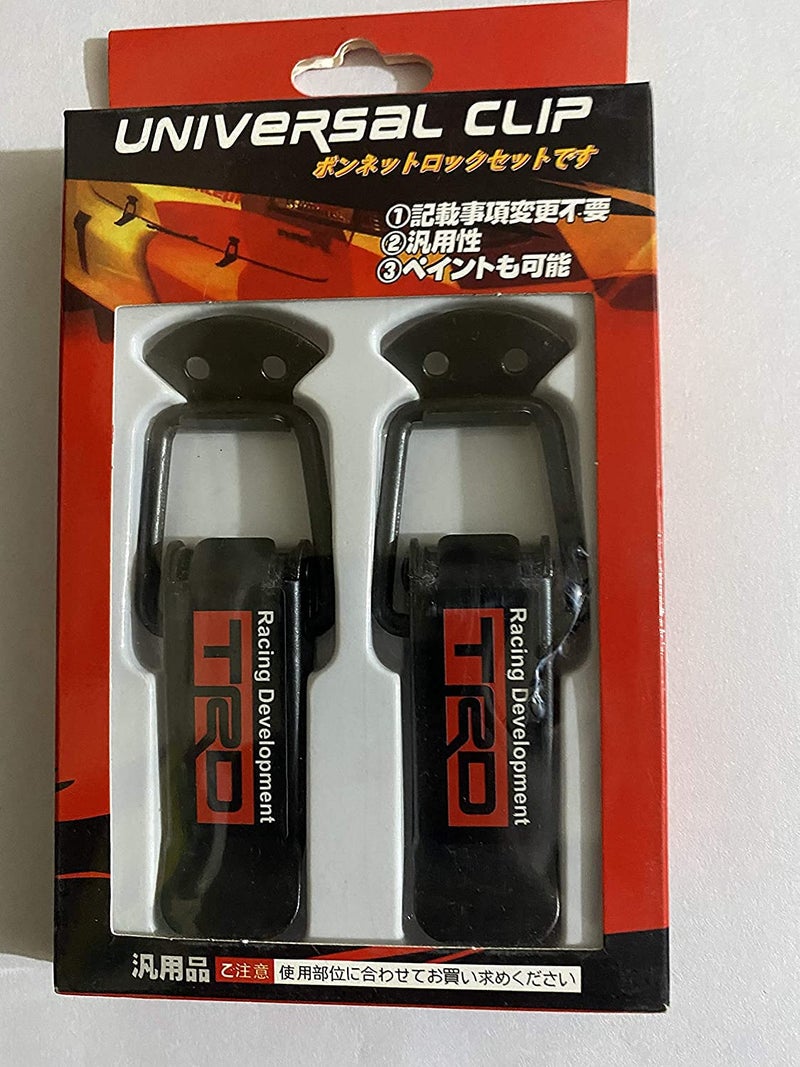 UNIVERSAL CLIP
ボンネットロックセットです
①記載事項変更不要
②汎用性
③ペイントも可能
Racing Development
TRD
Racing Development
TRD
汎用品 ご注意 使用部位に合わせてお買い求めください